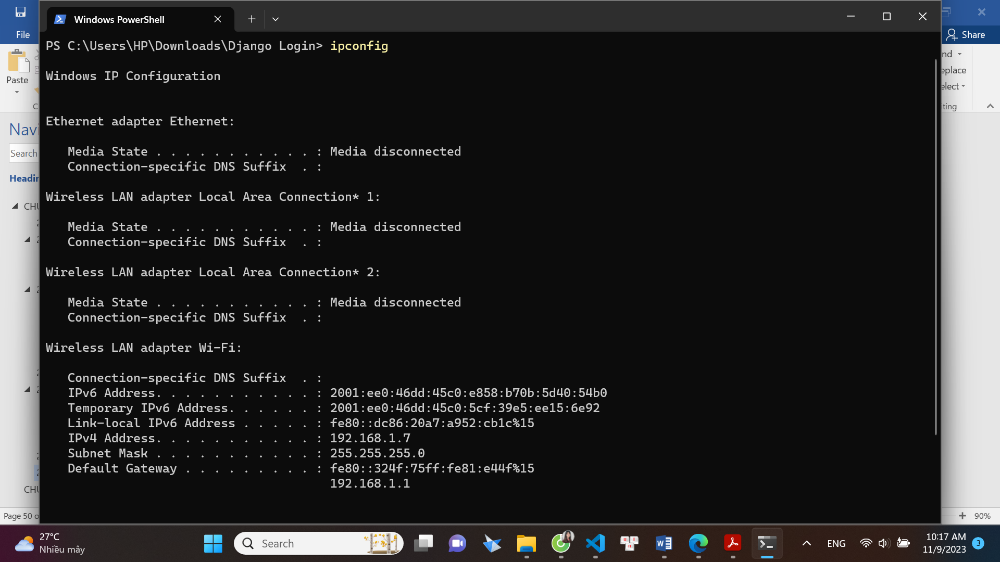 Windows PowerShell
File
Share
PS C:\Users\HP\Downloads\Django Login> ipconfig
Paste
Windows IP Configuration
Ethernet adapter Ethernet:
Media State . . . . . . . . . . . : Media disconnected
Connection-specific DNS Suffix  . :
Wireless LAN adapter Local Area Connection* 1:
Media State . . . . . . . . . . . : Media disconnected
Connection-specific DNS Suffix  . :
Wireless LAN adapter Local Area Connection* 2:
Media State . . . . . . . . . . . : Media disconnected
Connection-specific DNS Suffix  . :
Wireless LAN adapter Wi-Fi:
Connection-specific DNS Suffix  . :
IPv6 Address. . . . . . . . . . . : 2001:ee0:46dd:45c0:e858:b70b:5d40:54b0
Temporary IPv6 Address. . . . . . : 2001:ee0:46dd:45c0:5cf:39e5:ee15:6e92
Link-local IPv6 Address . . . . . : fe80::dc86:20a7:a952:cb1c%15
IPv4 Address. . . . . . . . . . . : 192.168.1.7
Subnet Mask . . . . . . . . . . . : 255.255.255.0
Default Gateway . . . . . . . . . : fe80::324f:75ff:fe81:e44f%15
192.168.1.1
nd
eplace
elect
iting
Navi
Search
Headin
CHU
CHU
Page 50 o
90%
27°C
Nhiều mây
Search
ENG
10:17 AM
11/9/2023
3